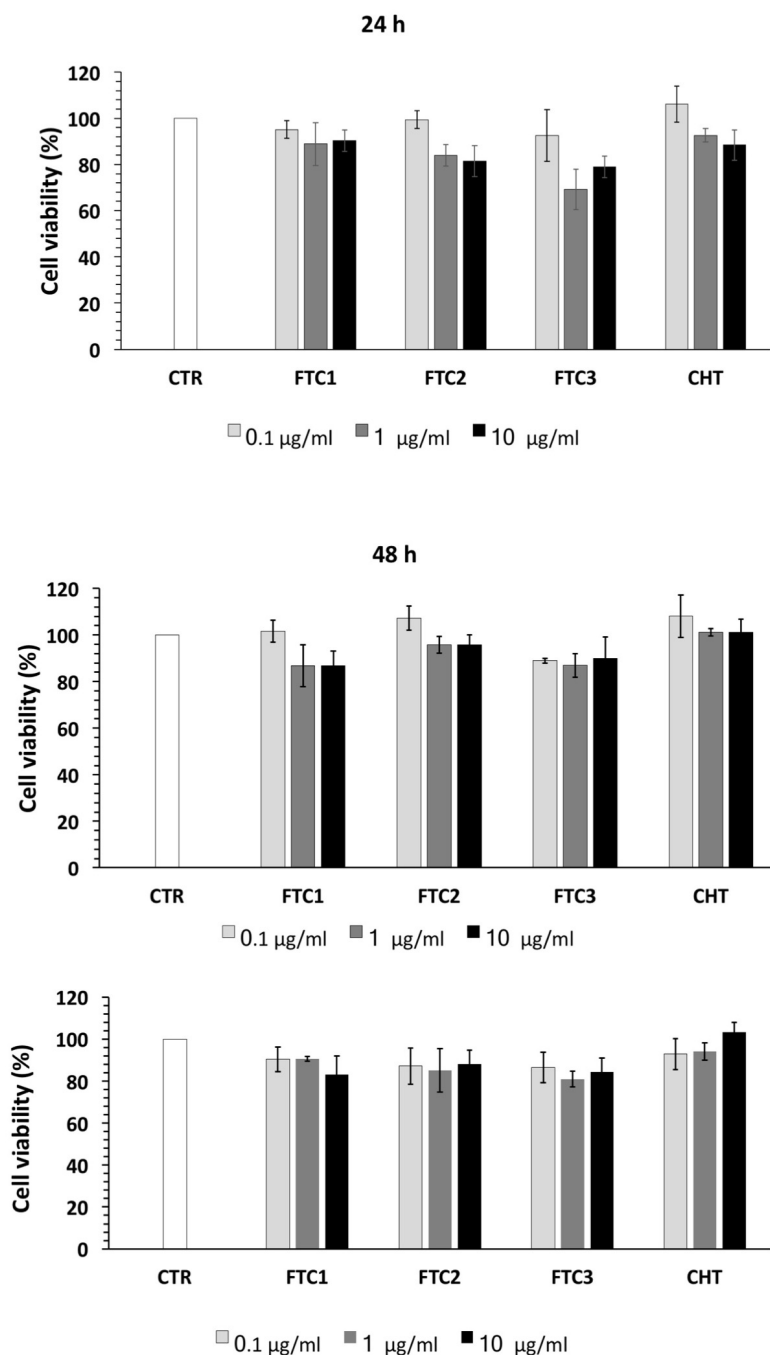 24 h
Cell viability (%)
120
100
80
60
40
20
0
CTR FTC1 FTC2 FTC3 CHT
0.1 µg/ml 1 µg/ml 10 µg/ml
48 h
Cell viability (%)
120
100
80
60
40
20
0
CTR FTC1 FTC2 FTC3 CHT
0.1 µg/ml 1 µg/ml 10 µg/ml
Cell viability (%)
120
100
80
60
40
20
0
CTR FTC1 FTC2 FTC3 CHT
0.1 µg/ml 1 µg/ml 10 µg/ml